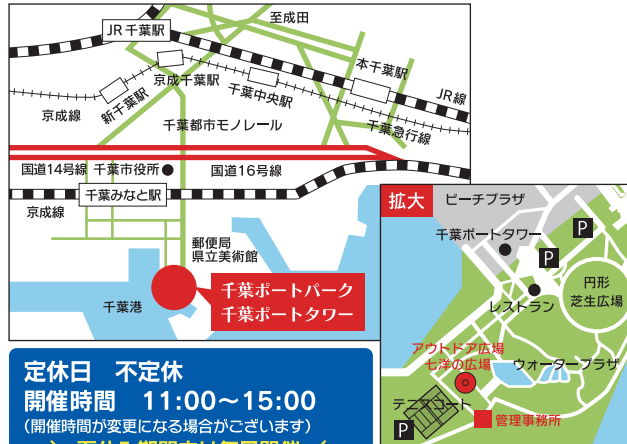 至成田
JR千葉駅
本千葉駅
JR線
京成千葉駅
千葉中央駅
新千葉駅
京成線
千葉急行線
千葉都市モノレール
国道14号線
千葉市役所
国道16号線
千葉みなと駅
京成線
郵便局
県立美術館
千葉港
千葉ポートパーク
千葉ポートタワー
拡大
ビーチプラザ
P
千葉ポートタワー
P
円形
芝生広場
レストラン
アウトドア広場
七洋の広場
ウォータープラザ
テニスコート
管理事務所
P
定休日 不定休
開催時間 11:00～15:00
(開催時間が変更になる場合がございます)